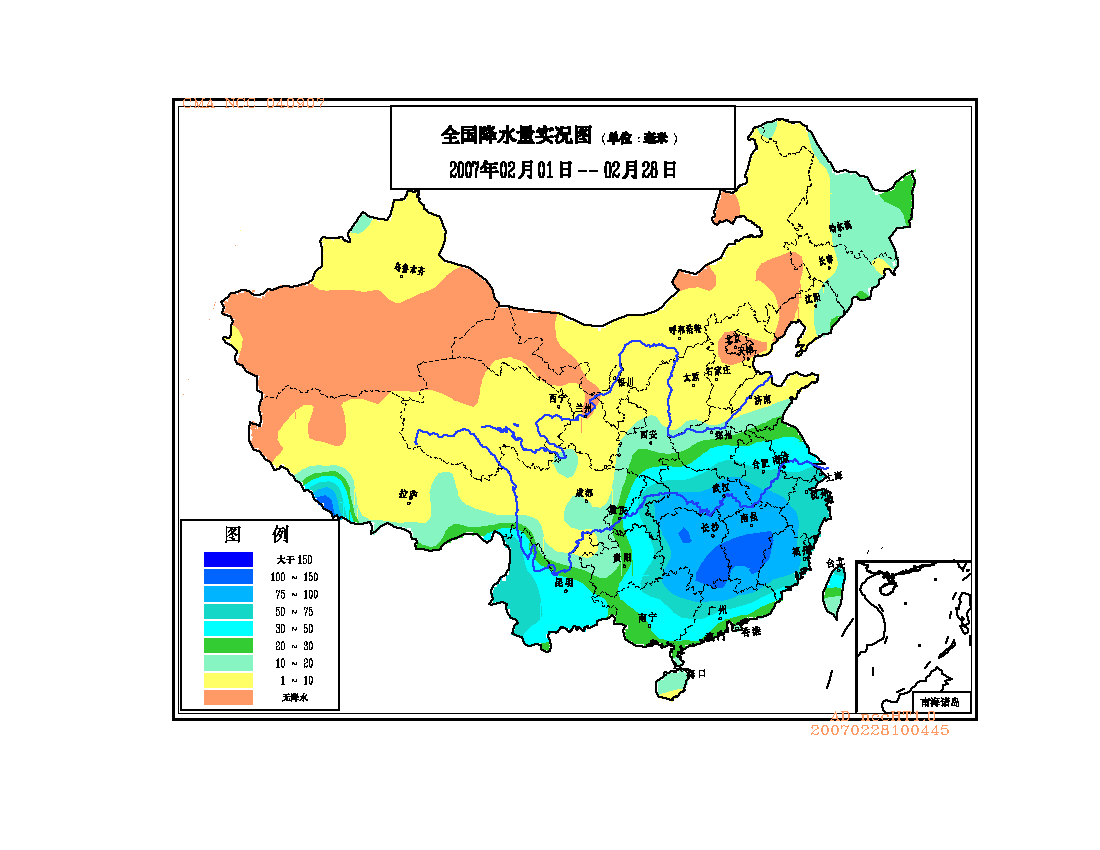 CMA NCC 040902
全国降水量实况图（单位：毫米）
2007年02月01日 -- 02月28日
哈尔滨
长春
乌鲁木齐
沈阳
呼和浩特
北京
天津
银川
太原
石家庄
西宁
兰州
济南
西安
郑州
合肥
南京
上海
拉萨
成都
武汉
杭州
重庆
长沙
南昌
贵阳
福州
昆明
台北
南宁
广州
澳门
香港
海口
图 例
大于 150
100 ~ 150
75 ~ 100
50 ~ 75
30 ~ 50
20 ~ 30
10 ~ 20
1 ~ 10
无降水
南海诸岛
20070228100445